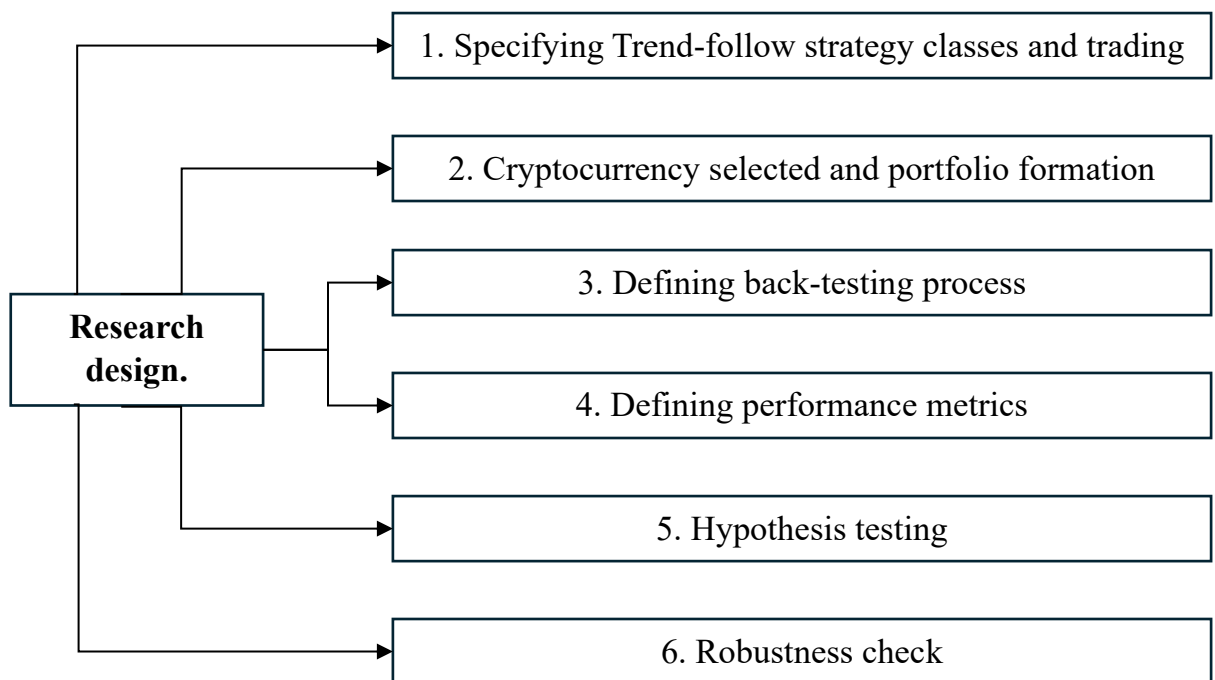 1. Specifying Trend-follow strategy classes and trading
2. Cryptocurrency selected and portfolio formation
3. Defining back-testing process
Research
design.
4. Defining performance metrics
5. Hypothesis testing
6. Robustness check